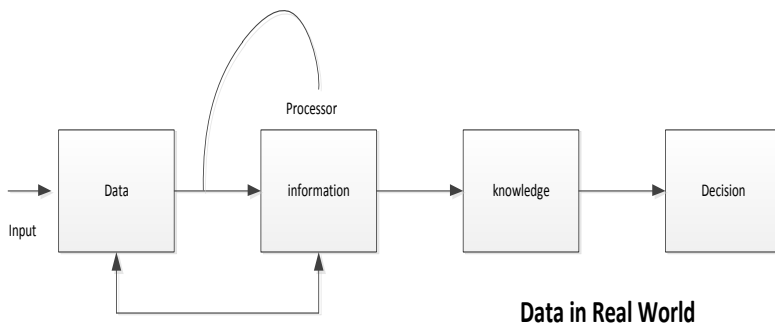 Processor
Input
Data
information
knowledge
Decision
Data in Real World